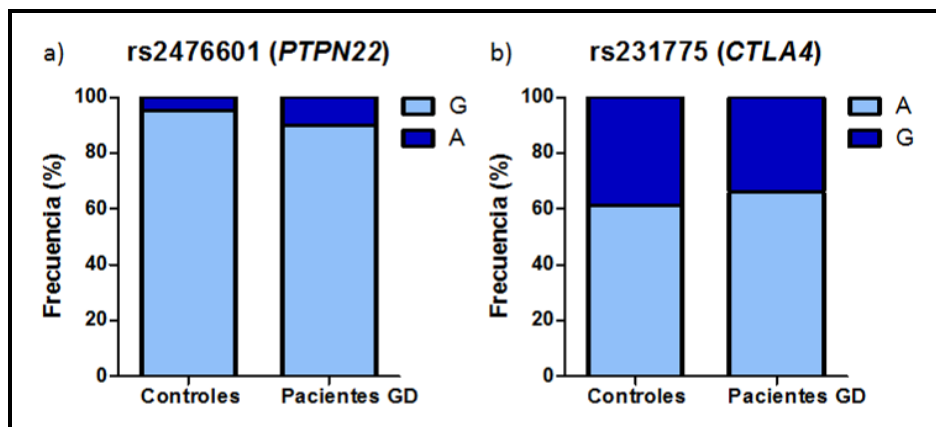 a) rs2476601 (PTPN22)
100
80
60
40
20
0
Frecuencia (%)
Controles Pacientes GD
G
A
b) rs231775 (CTLA4)
100
80
60
40
20
0
Frecuencia (%)
Controles Pacientes GD
A
G